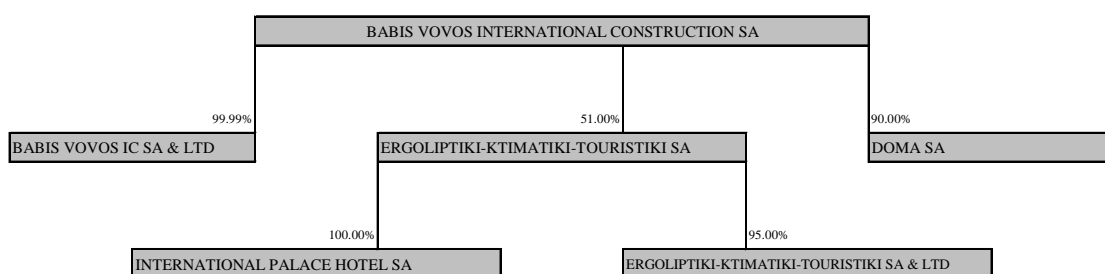 BABIS VOVOS INTERNATIONAL CONSTRUCTION SA
99.99%
51.00%
90.00%
BABIS VOVOS IC SA & LTD
ERGOLIPTIKI-KTIMATIKI-TOURISTIKI SA
DOMA SA
100.00%
95.00%
INTERNATIONAL PALACE HOTEL SA
ERGOLIPTIKI-KTIMATIKI-TOURISTIKI SA & LTD